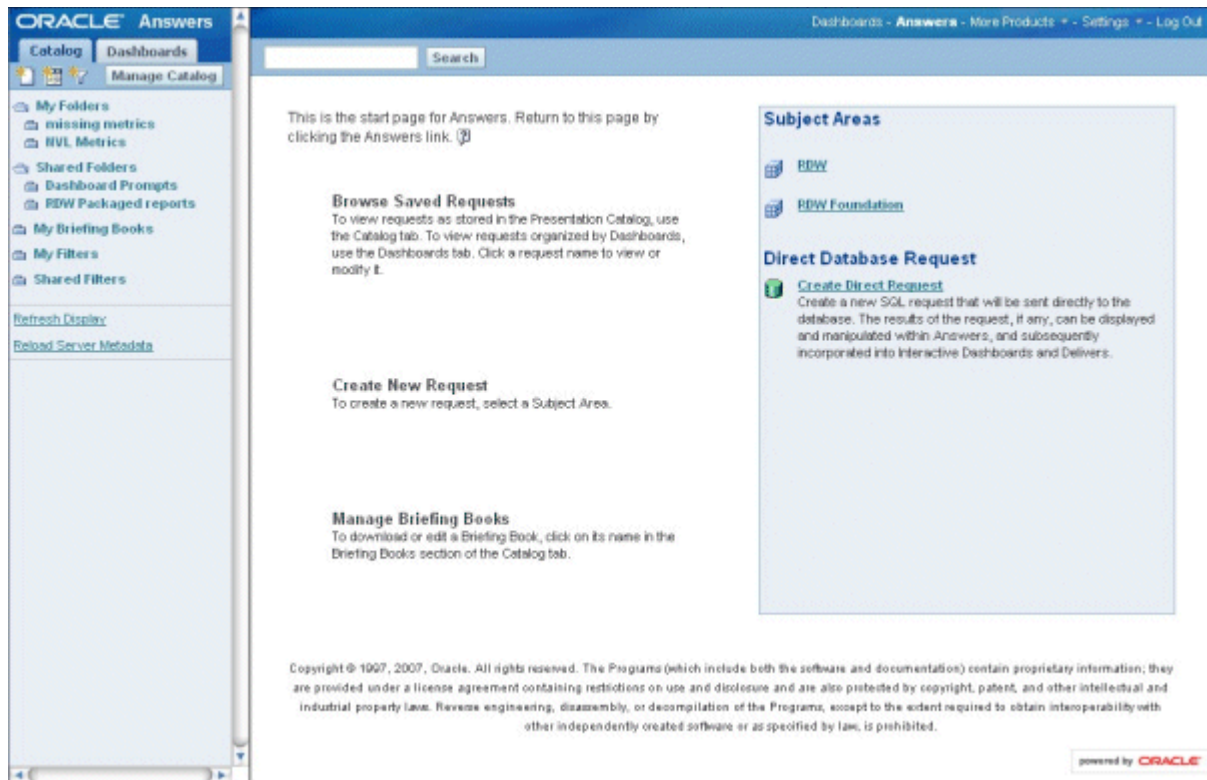 ORACLE Answers
Dashboards - Answers - More Products - Settings - Log Out
Catalog Dashboards
Manage Catalog
Search
My Folders
missing metrics
NVL Metrics
Shared Folders
Dashboard Prompts
RDW Packaged reports
My Briefing Books
My Filters
Shared Filters
Refresh Display
Reload Server Metadata
This is the start page for Answers. Return to this page by
clicking the Answers link.
Browse Saved Requests
To view requests as stored in the Presentation Catalog, use
the Catalog tab. To view requests organized by Dashboards,
use the Dashboards tab. Click a request name to view or
modify it.
Create New Request
To create a new request, select a Subject Area.
Manage Briefing Books
To download or edit a Briefing Book, click on its name in the
Briefing Books section of the Catalog tab.
Subject Areas
RDW
RDW Foundation
Direct Database Request
Create Direct Request
Create a new SQL request that will be sent directly to the
database. The results of the request, if any, can be displayed
and manipulated within Answers, and subsequently
incorporated into Interactive Dashboards and Delivers.
Copyright © 1997, 2007, Oracle. All rights reserved. The Programs (which include both the software and documentation) contain proprietary information; they
are provided under a license agreement containing restrictions on use and disclosure and are also protected by copyright, patent, and other intellectual and
industrial property laws. Reverse engineering, disassembly, or decompilation of the Programs, except to the extent required to obtain interoperability with
other independently created software or as specified by law, is prohibited.
powered by ORACLE